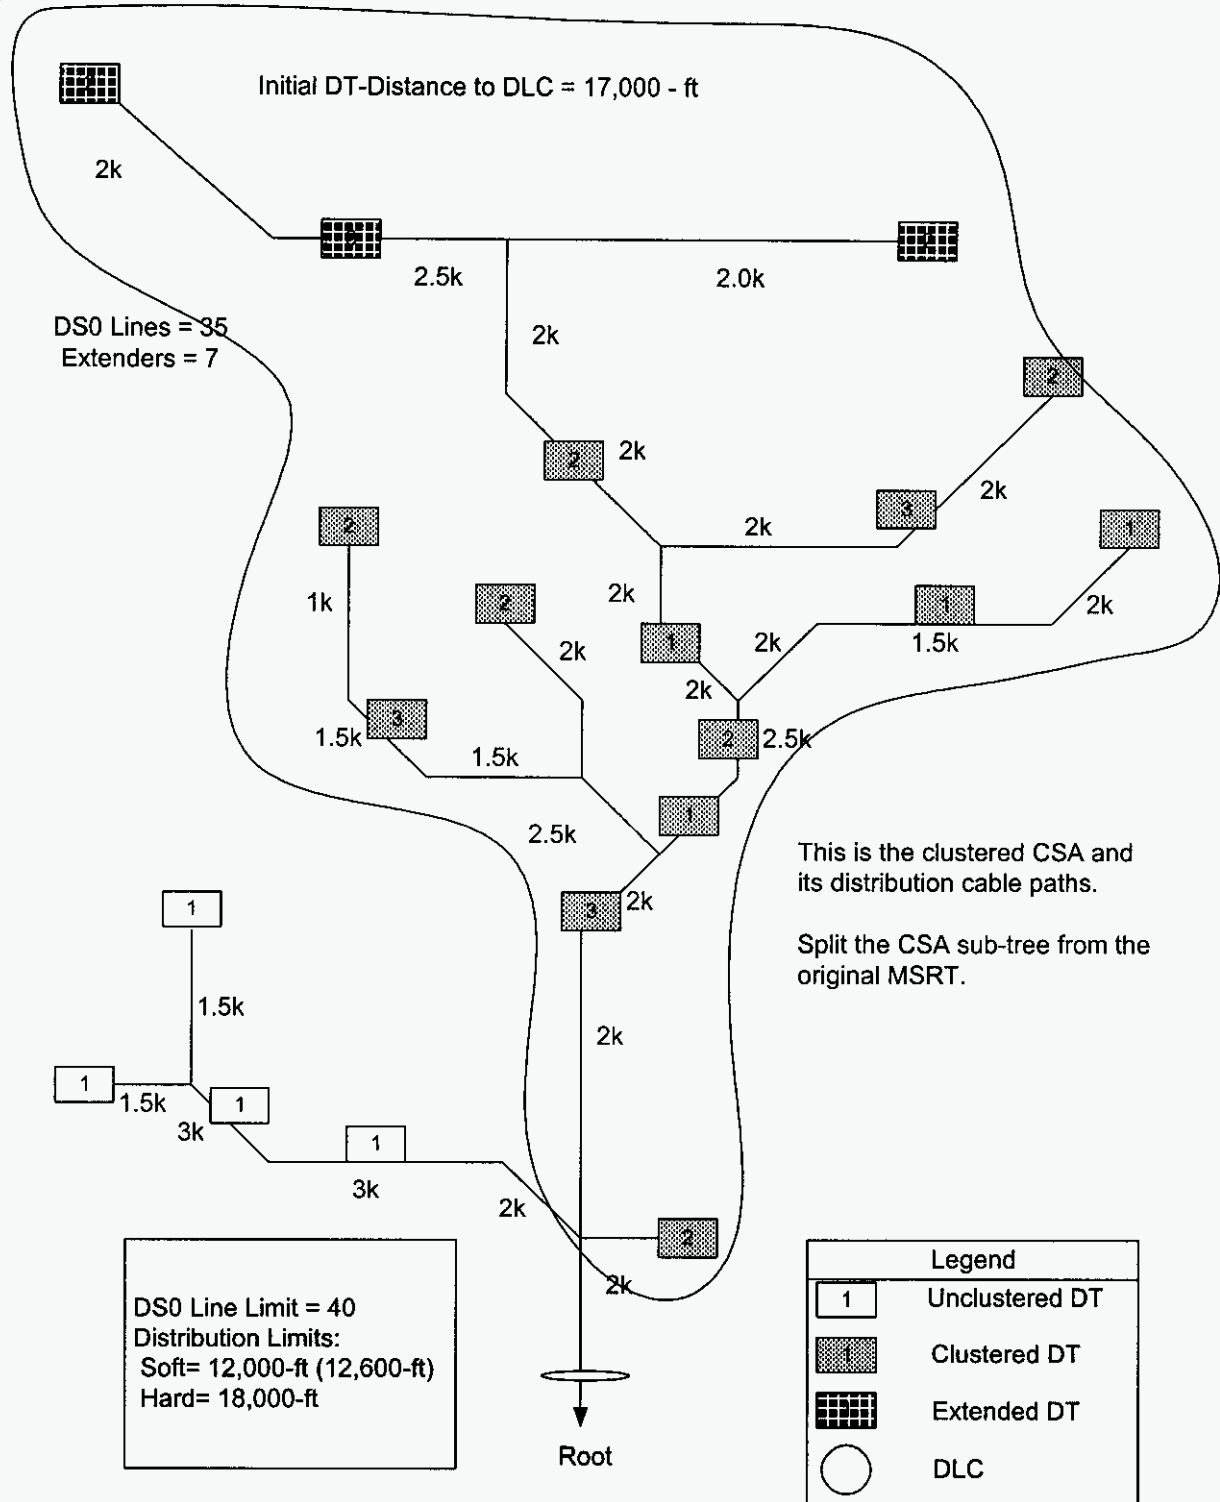 Initial DT-Distance to DLC = 17,000 - ft
2k
2.5k
2.0k
DS0 Lines = 35
Extenders = 7
2k
2
2
2k
2k
3
2k
2
1
1k
2k
2
1
2k
2k
1
2k
1.5k
2k
3
1.5k
1.5k
2
2.5k
1
2.5k
This is the clustered CSA and
its distribution cable paths.
2k
3
1
Split the CSA sub-tree from the
original MSRT.
1.5k
2k
1
1.5k
1
3k
1
3k
2k
2
2k
DS0 Line Limit = 40
Distribution Limits:
Soft= 12,000-ft (12,600-ft)
Hard= 18,000-ft
Root
Legend
1
Unclustered DT
1
Clustered DT
Extended DT
DLC